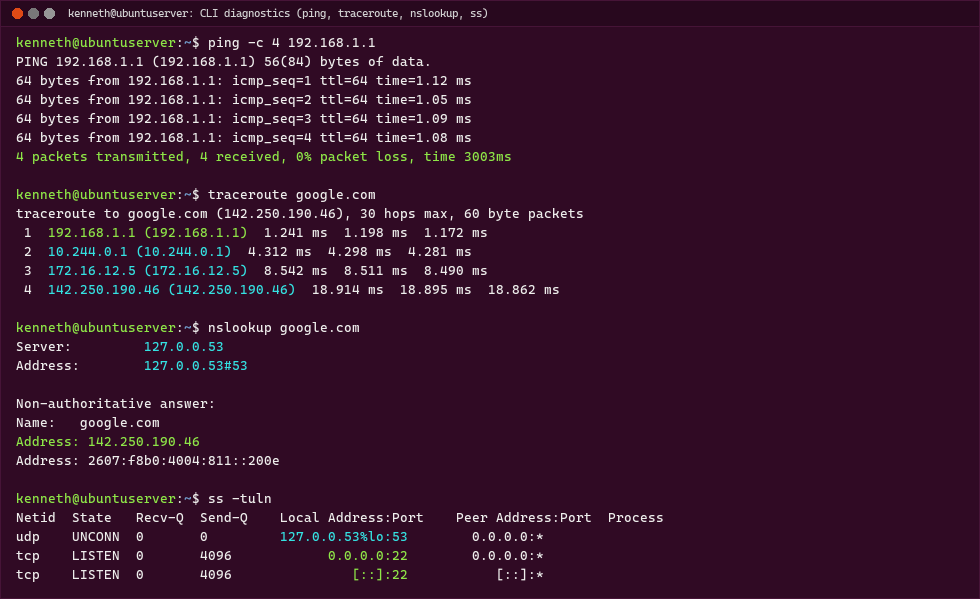 kenneth@ubuntuserver: CLI diagnostics (ping, traceroute, nslookup, ss)
kenneth@ubuntuserver:~$ ping -c 4 192.168.1.1
PING 192.168.1.1 (192.168.1.1) 56(84) bytes of data.
64 bytes from 192.168.1.1: icmp_seq=1 ttl=64 time=1.12 ms
64 bytes from 192.168.1.1: icmp_seq=2 ttl=64 time=1.05 ms
64 bytes from 192.168.1.1: icmp_seq=3 ttl=64 time=1.09 ms
64 bytes from 192.168.1.1: icmp_seq=4 ttl=64 time=1.08 ms
4 packets transmitted, 4 received, 0% packet loss, time 3003ms
kenneth@ubuntuserver:~$ traceroute google.com
traceroute to google.com (142.250.190.46), 30 hops max, 60 byte packets
 1  192.168.1.1 (192.168.1.1)  1.241 ms  1.198 ms  1.172 ms
 2  10.244.0.1 (10.244.0.1)  4.312 ms  4.298 ms  4.281 ms
 3  172.16.12.5 (172.16.12.5)  8.542 ms  8.511 ms  8.490 ms
 4  142.250.190.46 (142.250.190.46)  18.914 ms  18.895 ms  18.862 ms
kenneth@ubuntuserver:~$ nslookup google.com
Server:         127.0.0.53
Address:        127.0.0.53#53
Non-authoritative answer:
Name:   google.com
Address: 142.250.190.46
Address: 2607:f8b0:4004:811::200e
kenneth@ubuntuserver:~$ ss -tuln
Netid  State   Recv-Q  Send-Q    Local Address:Port    Peer Address:Port  Process
udp    UNCONN  0       0         127.0.0.53%lo:53        0.0.0.0:*
tcp    LISTEN  0       4096            0.0.0.0:22        0.0.0.0:*
tcp    LISTEN  0       4096               [::]:22           [::]:*